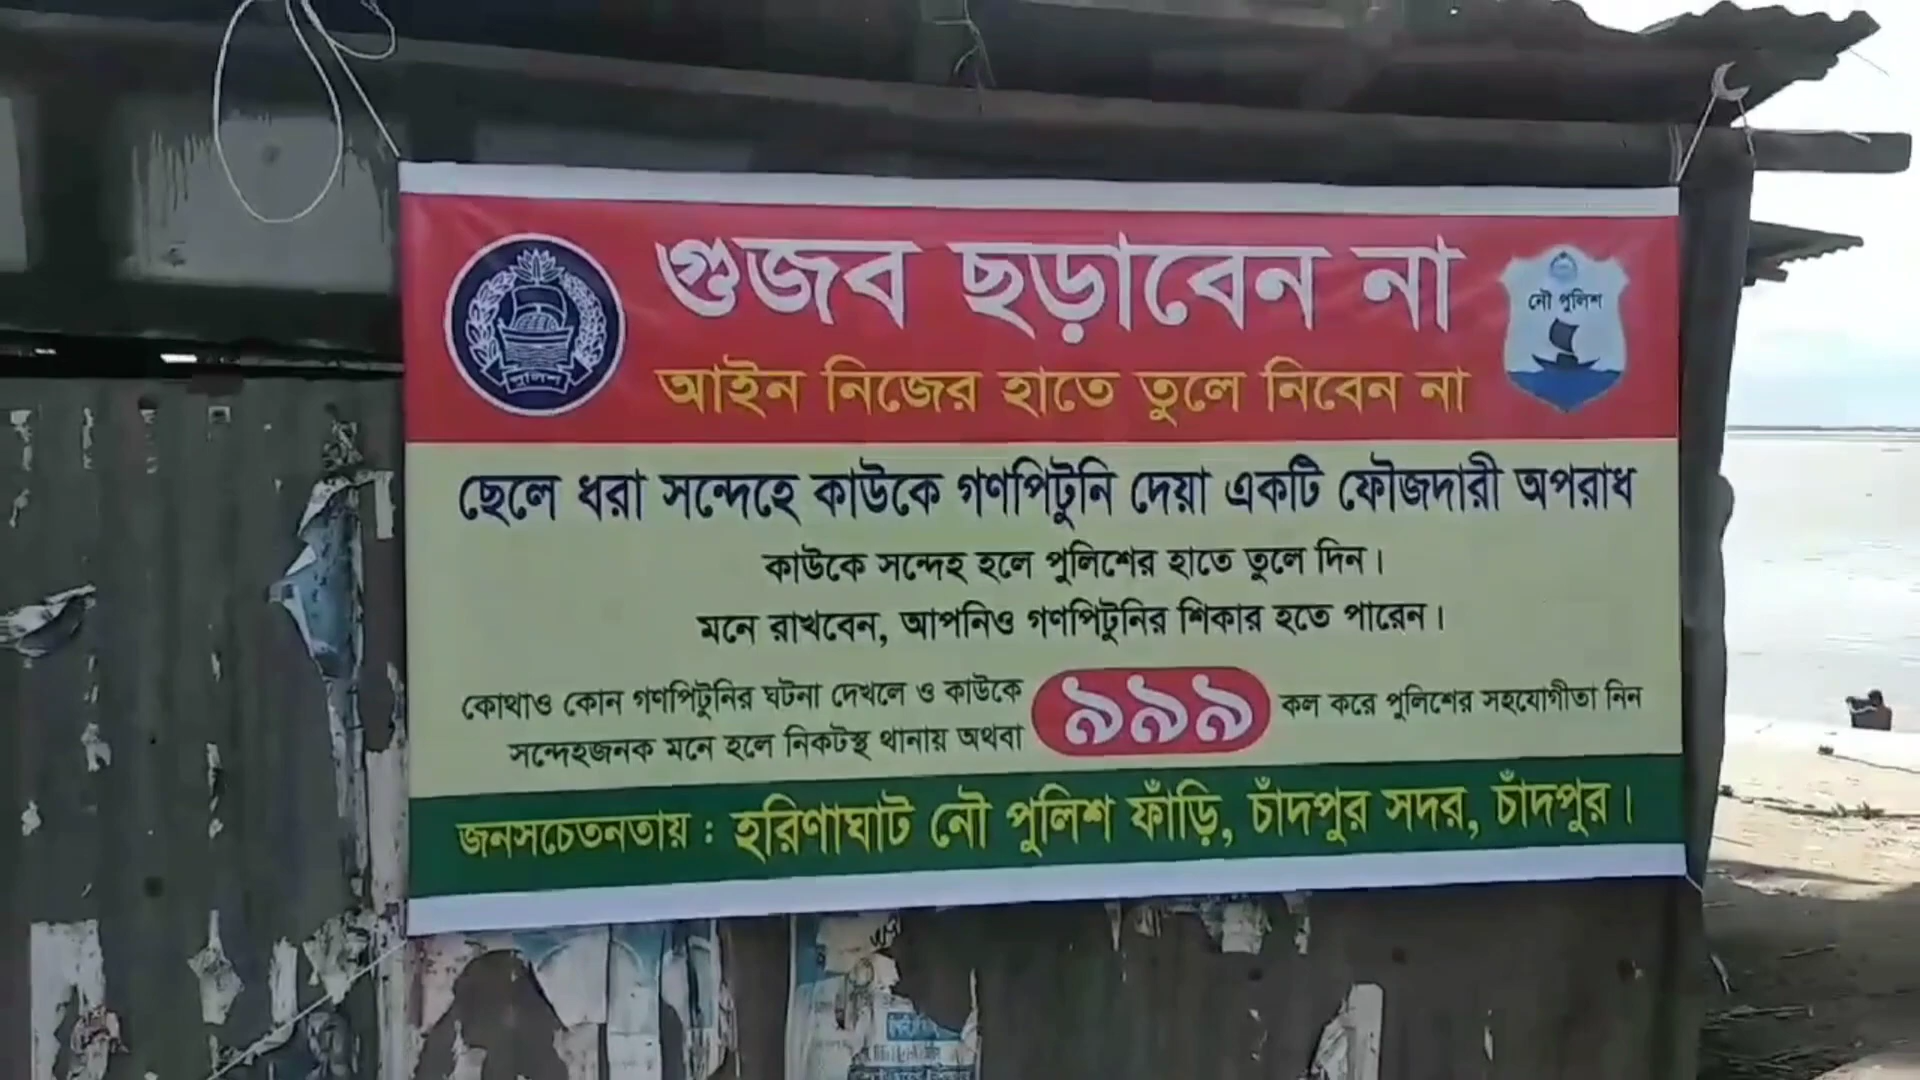 গুজব ছড়াবেন না
আইন নিজের হাতে তুলে নিবেন না
পুলিশ
নৌ পুলিশ
ছেলে ধরা সন্দেহে কাউকে গণপিটুনি দেয়া একটি ফৌজদারী অপরাধ
কাউকে সন্দেহ হলে পুলিশের হাতে তুলে দিন।
মনে রাখবেন, আপনিও গণপিটুনির শিকার হতে পারেন।
কোথাও কোন গণপিটুনির ঘটনা দেখলে ও কাউকে
সন্দেহজনক মনে হলে নিকটস্থ থানায় অথবা
৯৯৯ কল করে পুলিশের সহযোগীতা নিন
জনসচেতনতায় : হরিণাঘাট নৌ পুলিশ ফাঁড়ি, চাঁদপুর সদর, চাঁদপুর।